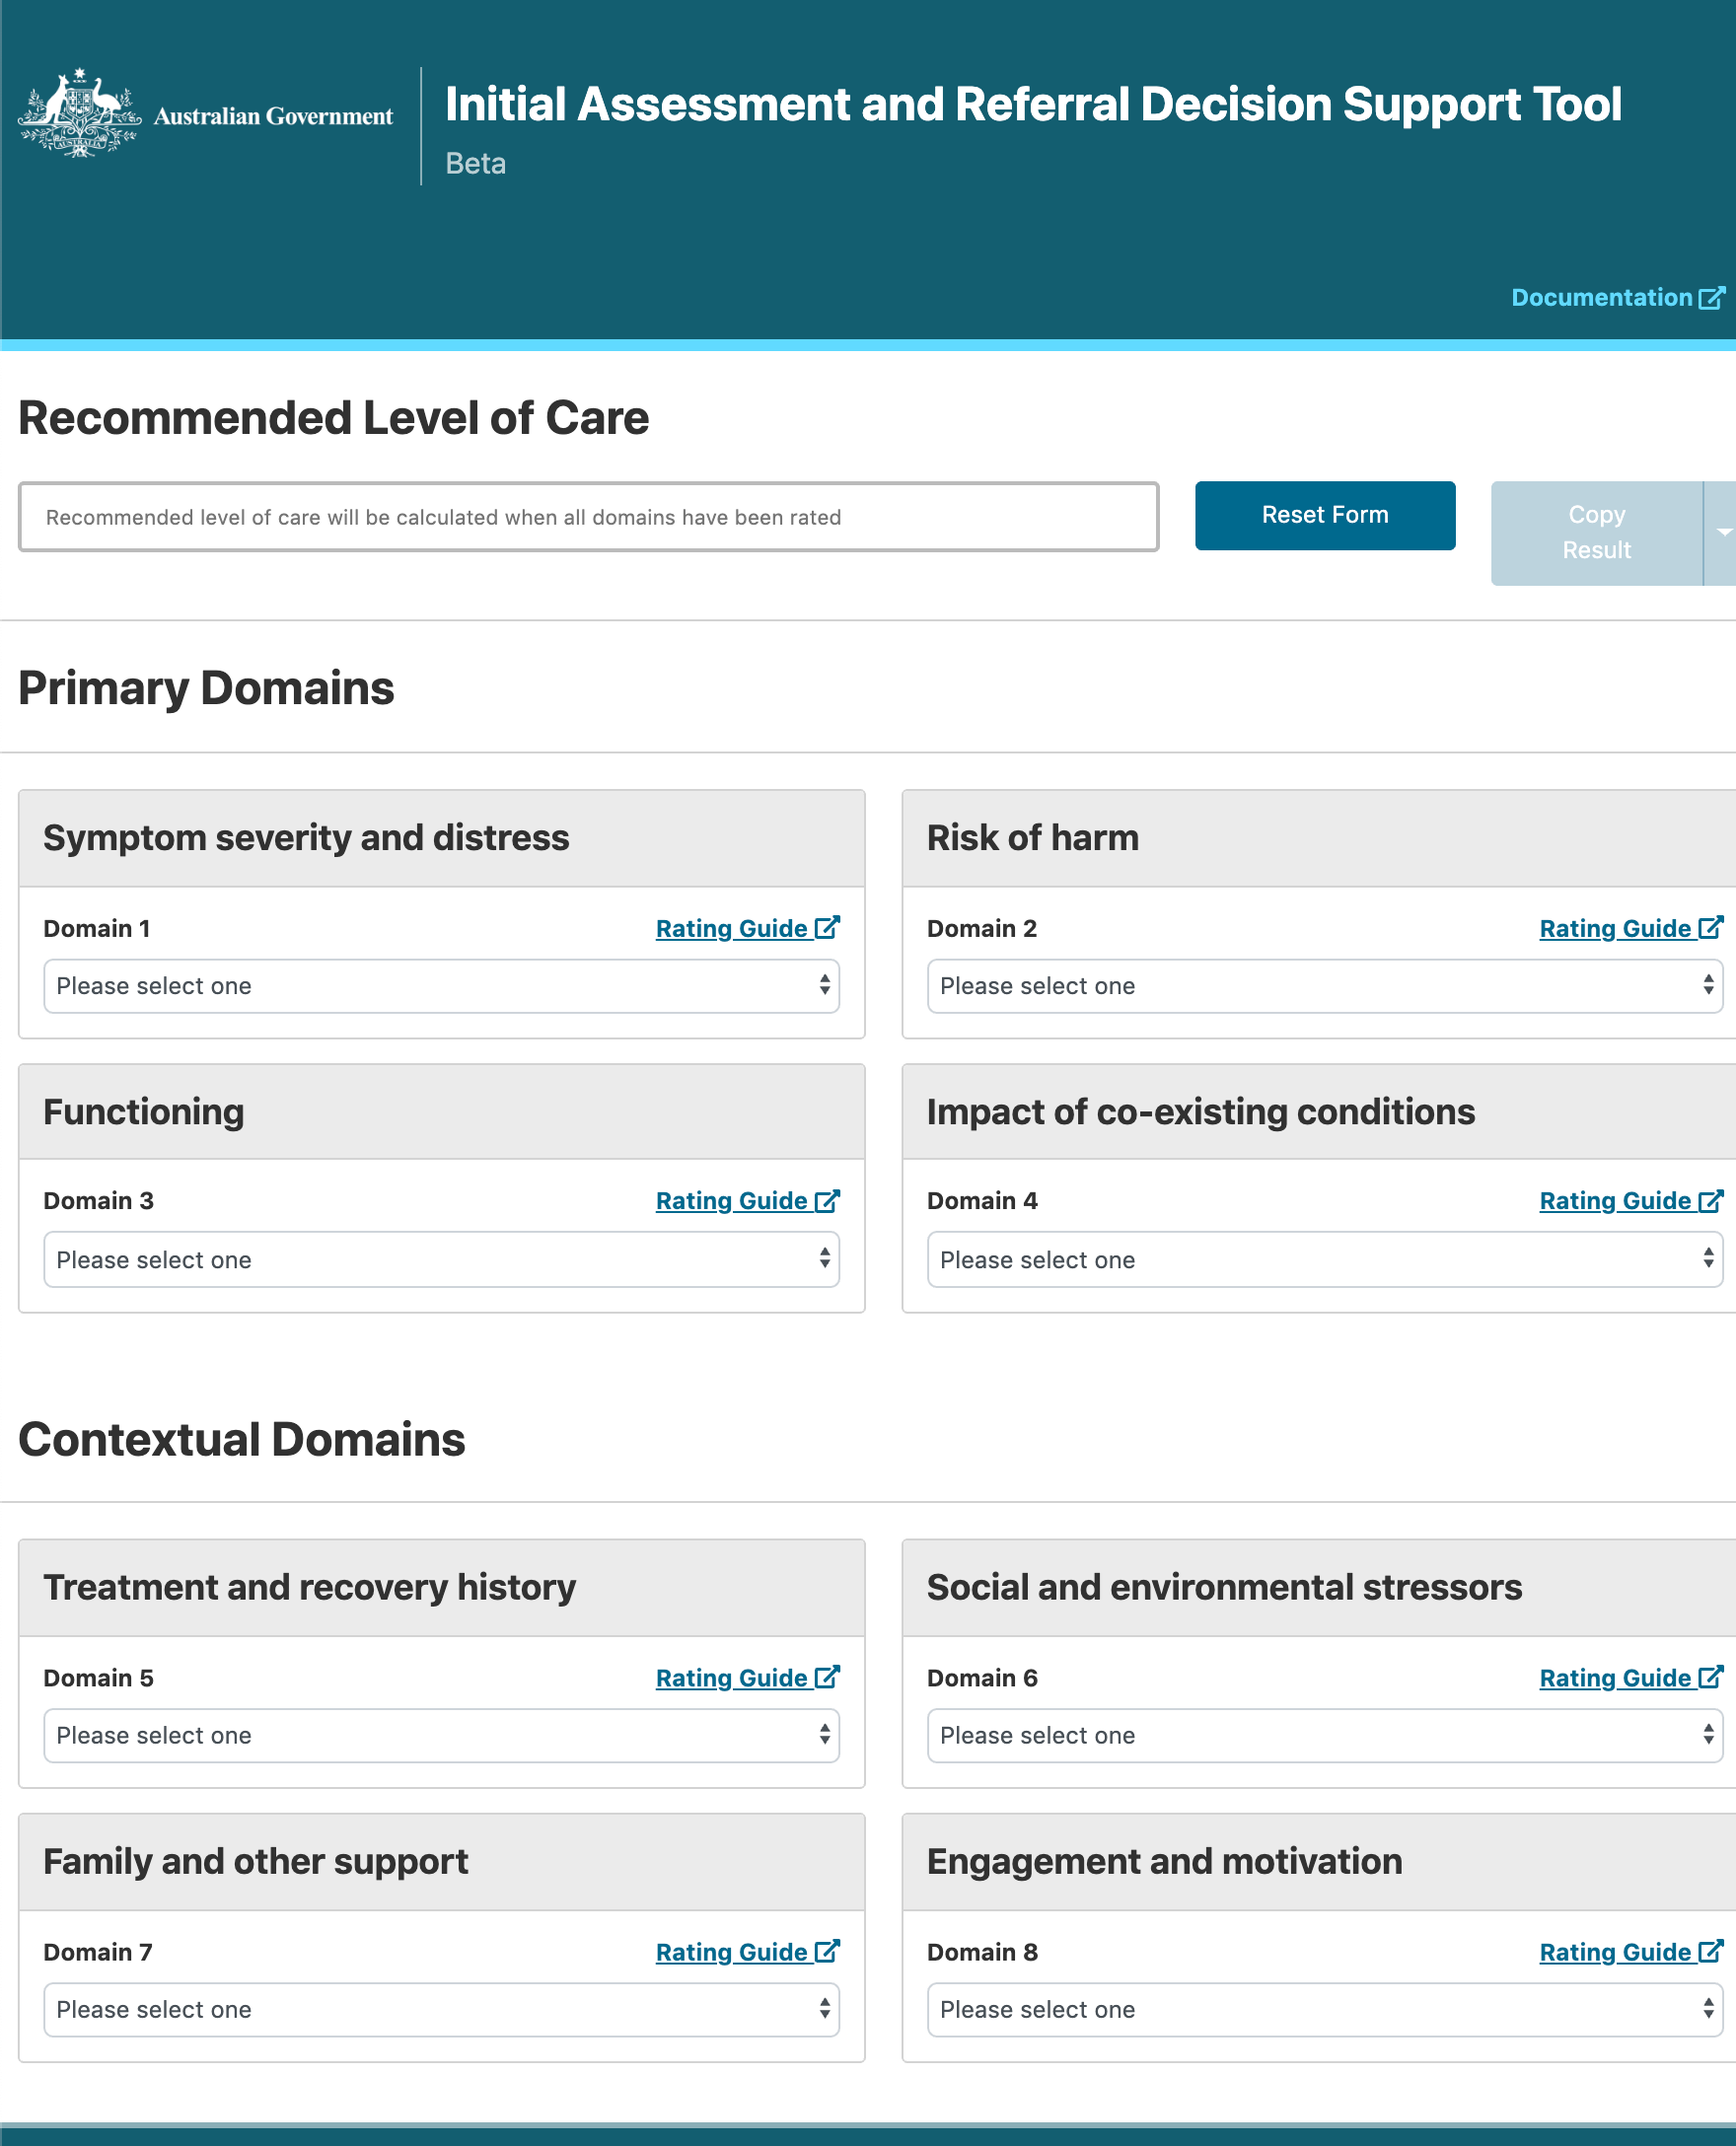 Australian Government
Initial Assessment and Referral Decision Support Tool
Beta
Documentation
Recommended Level of Care
Recommended level of care will be calculated when all domains have been rated
Reset Form
Copy
Result
Primary Domains
Symptom severity and distress
Domain 1
Rating Guide
Please select one
Risk of harm
Domain 2
Rating Guide
Please select one
Functioning
Domain 3
Rating Guide
Please select one
Impact of co-existing conditions
Domain 4
Rating Guide
Please select one
Contextual Domains
Treatment and recovery history
Domain 5
Rating Guide
Please select one
Social and environmental stressors
Domain 6
Rating Guide
Please select one
Family and other support
Domain 7
Rating Guide
Please select one
Engagement and motivation
Domain 8
Rating Guide
Please select one